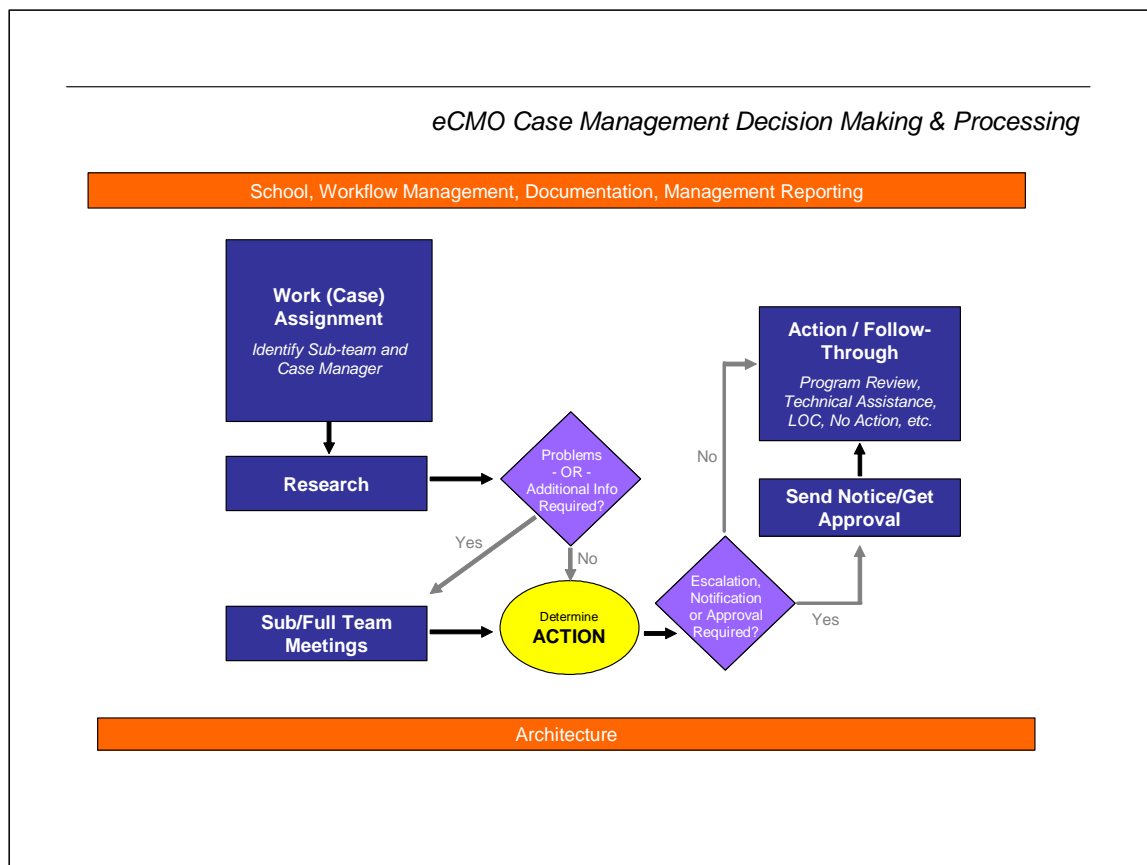 eCMO Case Management Decision Making & Processing
School, Workflow Management, Documentation, Management Reporting
Work (Case)
Assignment
Identify Sub-team and
Case Manager
Research
Problems
- OR -
Additional Info
Required?
Yes
No
Sub/Full Team
Meetings
Determine
ACTION
Escalation,
Notification
or Approval
Required?
No
Yes
Send Notice/Get
Approval
Action / Follow-
Through
Program Review,
Technical Assistance,
LOC, No Action, etc.
Architecture